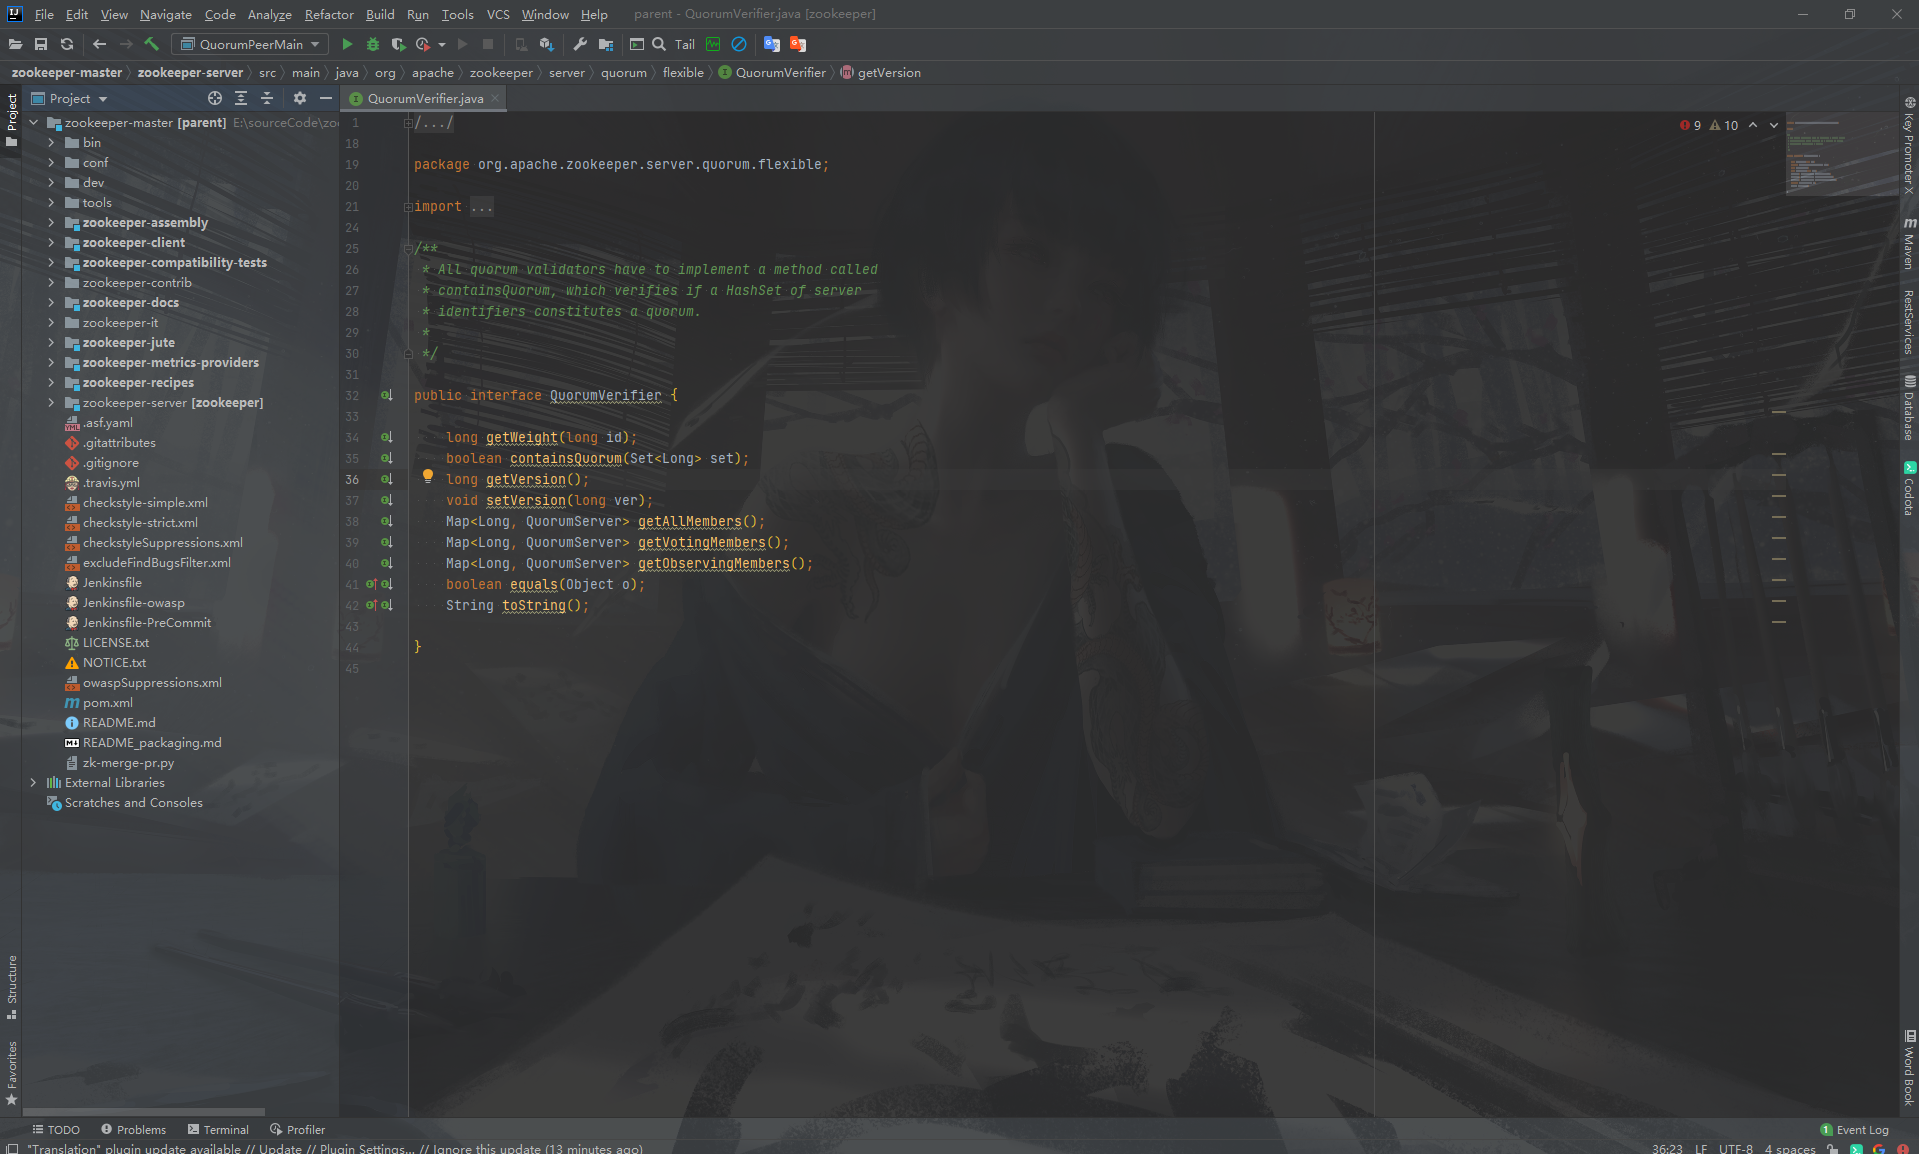 File Edit View Navigate Code Analyze Refactor Build Run Tools VCS Window Help parent - QuorumVerifier.java [zookeeper]
QuorumPeerMain Tail
zookeeper-master zookeeper-server src main java org apache zookeeper server quorum flexible QuorumVerifier getVersion
Project QuorumVerifier.java
Project
Structure
Favorites
zookeeper-master [parent] E:\sourceCode\zo
bin
conf
dev
tools
zookeeper-assembly
zookeeper-client
zookeeper-compatibility-tests
zookeeper-contrib
zookeeper-docs
zookeeper-it
zookeeper-jute
zookeeper-metrics-providers
zookeeper-recipes
zookeeper-server [zookeeper]
.asf.yaml
.gitattributes
.gitignore
.travis.yml
checkstyle-simple.xml
checkstyle-strict.xml
checkstyleSuppressions.xml
excludeFindBugsFilter.xml
Jenkinsfile
Jenkinsfile-owasp
Jenkinsfile-PreCommit
LICENSE.txt
NOTICE.txt
owaspSuppressions.xml
pom.xml
README.md
README_packaging.md
zk-merge-pr.py
External Libraries
Scratches and Consoles
1 /.../
18
19 package org.apache.zookeeper.server.quorum.flexible;
20
21 import ...
24
25 /**
26 * All quorum validators have to implement a method called
27 * containsQuorum, which verifies if a HashSet of server
28 * identifiers constitutes a quorum.
29 *
30 */
31
32 public interface QuorumVerifier {
33
34 long getWeight(long id);
35 boolean containsQuorum(Set<Long> set);
36 long getVersion();
37 void setVersion(long ver);
38 Map<Long, QuorumServer> getAllMembers();
39 Map<Long, QuorumServer> getVotingMembers();
40 Map<Long, QuorumServer> getObservingMembers();
41 boolean equals(Object o);
42 String toString();
43
44 }
45
9 10
Key Promoter X
Maven
RestServices
Database
Codota
Word Book
TODO Problems Terminal Profiler 1 Event Log
"Translation" plugin update available // Update // Plugin Settings... // Ignore this update (13 minutes ago) 36:23 LF UTF-8 4 spaces